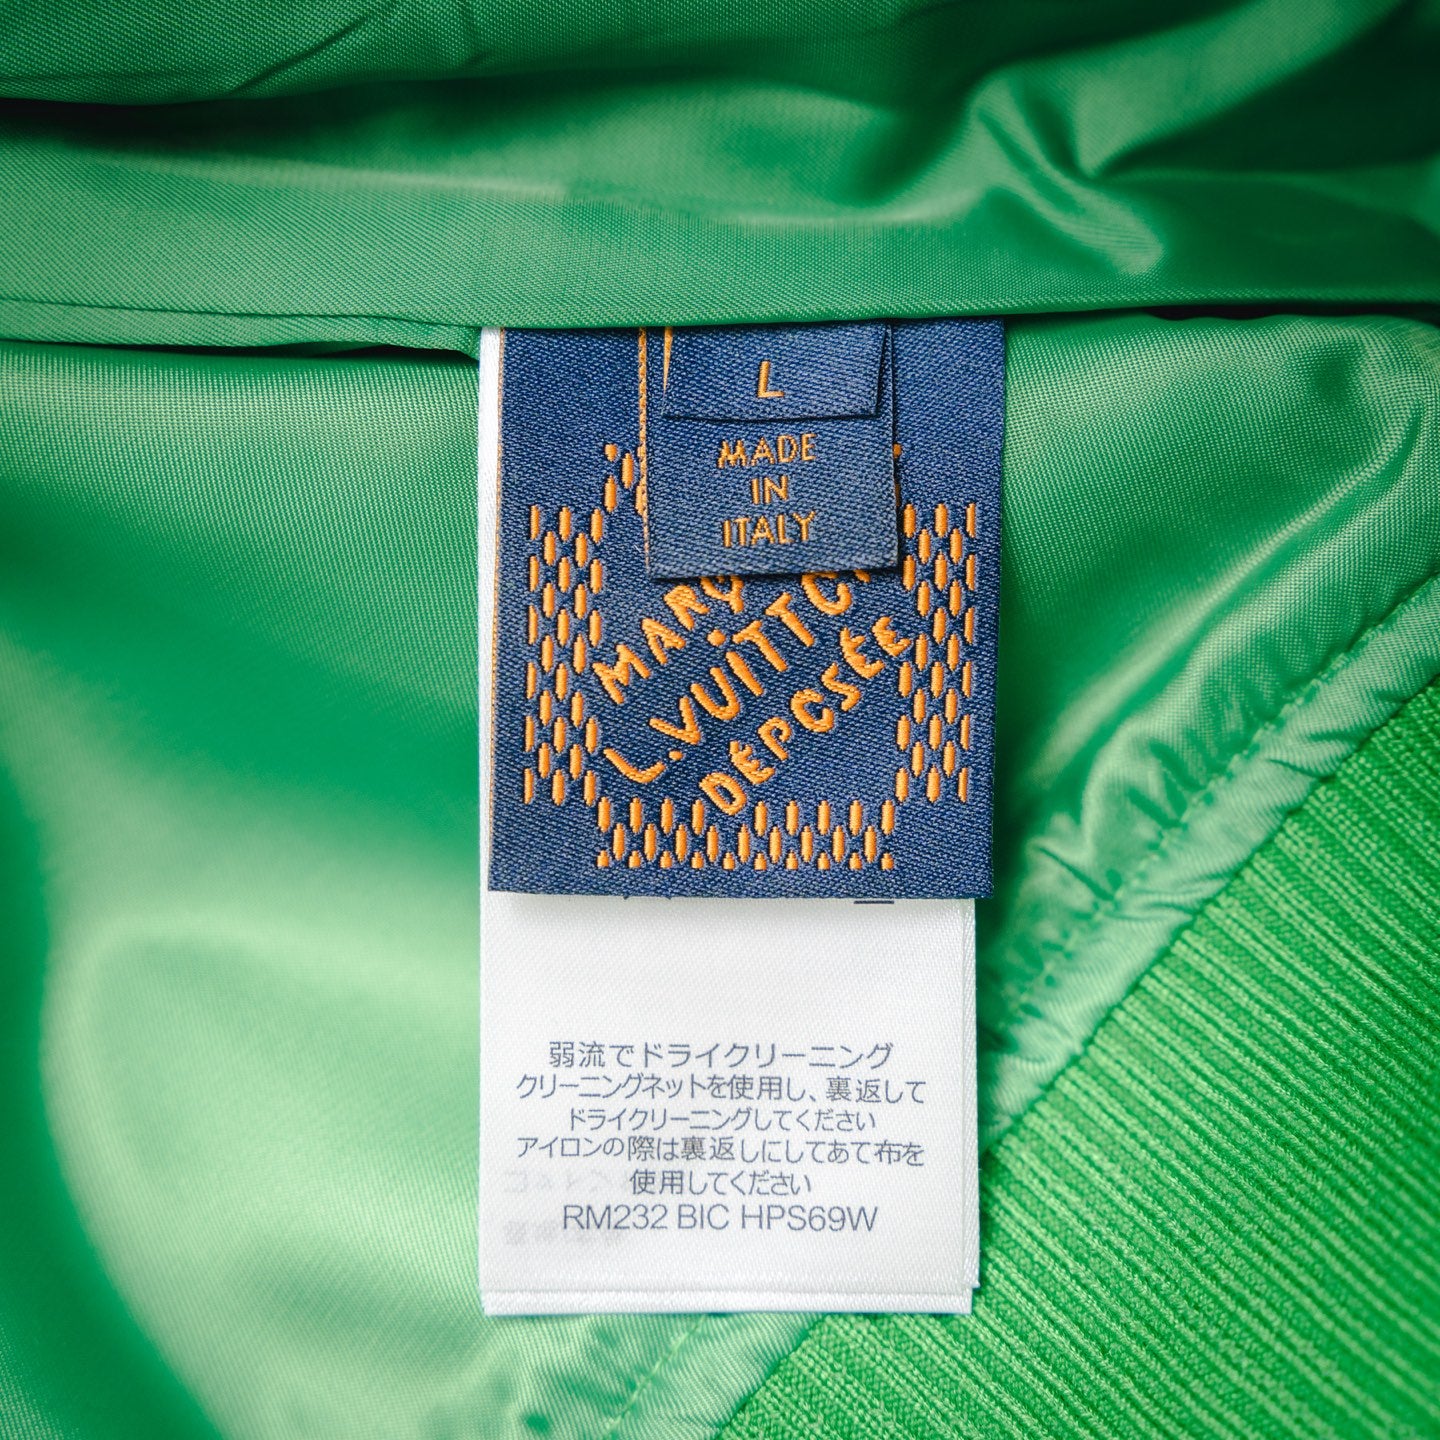 L
MADE
IN
ITALY
L.VUITTO
DÉPOSÉE
弱流でドライクリーニング
クリーニングネットを使用し、裏返して
ドライクリーニングしてください
アイロンの際は裏返しにしてあて布を
使用してください
RM232 BIC HPS69W